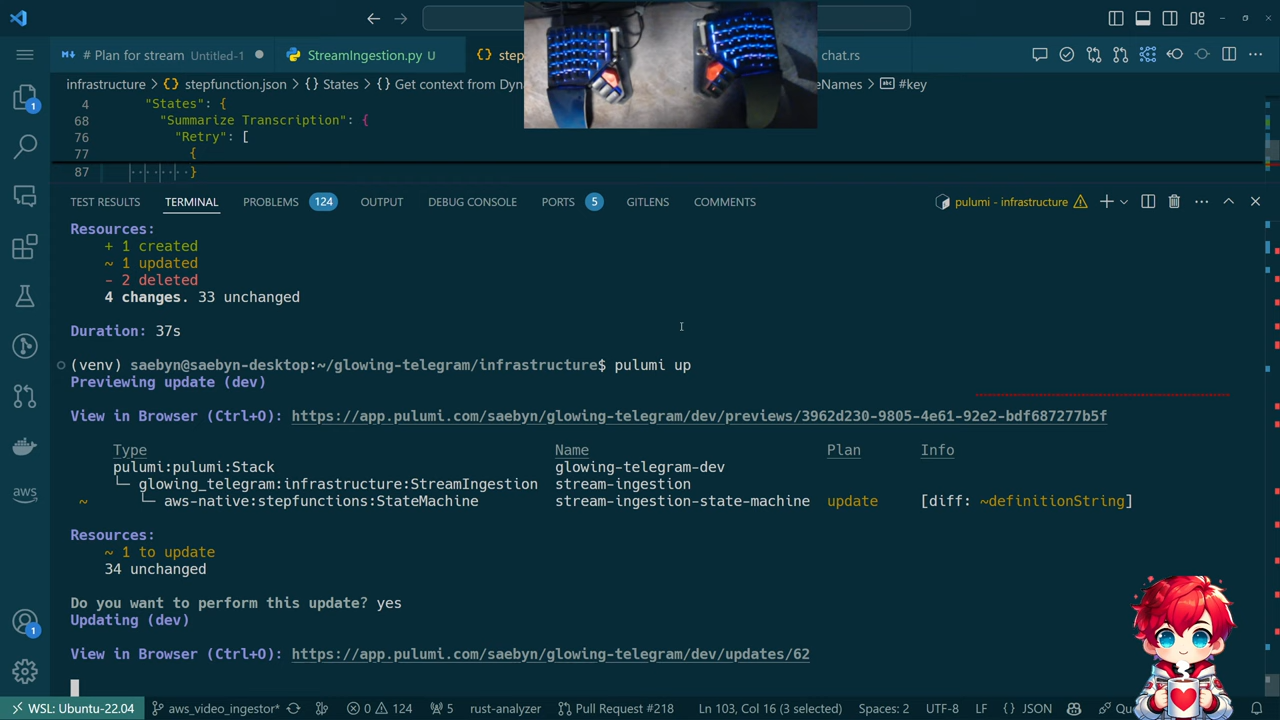 # Plan for stream Untitled-1
StreamIngestion.py U
step
chat.rs
infrastructure > stepfunction.json > States > Get context from Dyn
eNames > #key
4 "States": {
68 "Summarize Transcription": {
76 "Retry": [
77 {
87 }
TEST RESULTS TERMINAL PROBLEMS 124 OUTPUT DEBUG CONSOLE PORTS 5 GITLENS COMMENTS
pulumi - infrastructure
Resources:
+ 1 created
~ 1 updated
- 2 deleted
4 changes. 33 unchanged
Duration: 37s
(venv) saebyn@saebyn-desktop:~/glowing-telegram/infrastructure$ pulumi up
Previewing update (dev)
View in Browser (Ctrl+O): https://app.pulumi.com/saebyn/glowing-telegram/dev/previews/3962d230-9805-4e61-92e2-bdf687277b5f
Type Name Plan Info
pulumi:pulumi:Stack glowing-telegram-dev
└─ glowing_telegram:infrastructure:StreamIngestion stream-ingestion
~ └─ aws-native:stepfunctions:StateMachine stream-ingestion-state-machine update [diff: ~definitionString]
Resources:
~ 1 to update
34 unchanged
Do you want to perform this update? yes
Updating (dev)
View in Browser (Ctrl+O): https://app.pulumi.com/saebyn/glowing-telegram/dev/updates/62
1
aws
1
WSL: Ubuntu-22.04 aws_video_ingestor* 0 124 5 rust-analyzer Pull Request #218 Ln 103, Col 16 (3 selected) Spaces: 2 UTF-8 LF {} JSON Qu